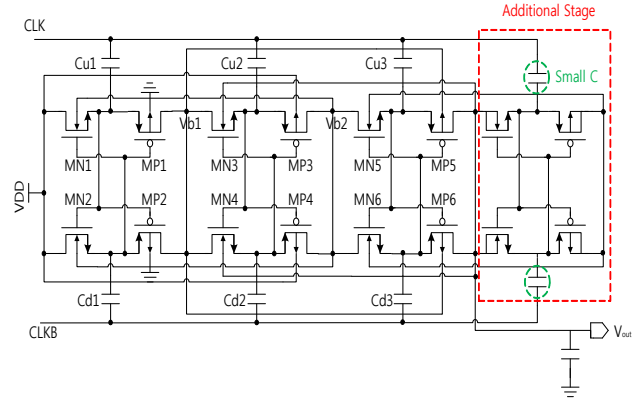 Additional Stage
CLK
Cu1
Cu2
Cu3
Small C
Vb1
Vb2
MN1
MP1
MN3
MP3
MN5
MP5
VDD
MN2
MP2
MN4
MP4
MN6
MP6
Cd1
Cd2
Cd3
CLKB
Vout